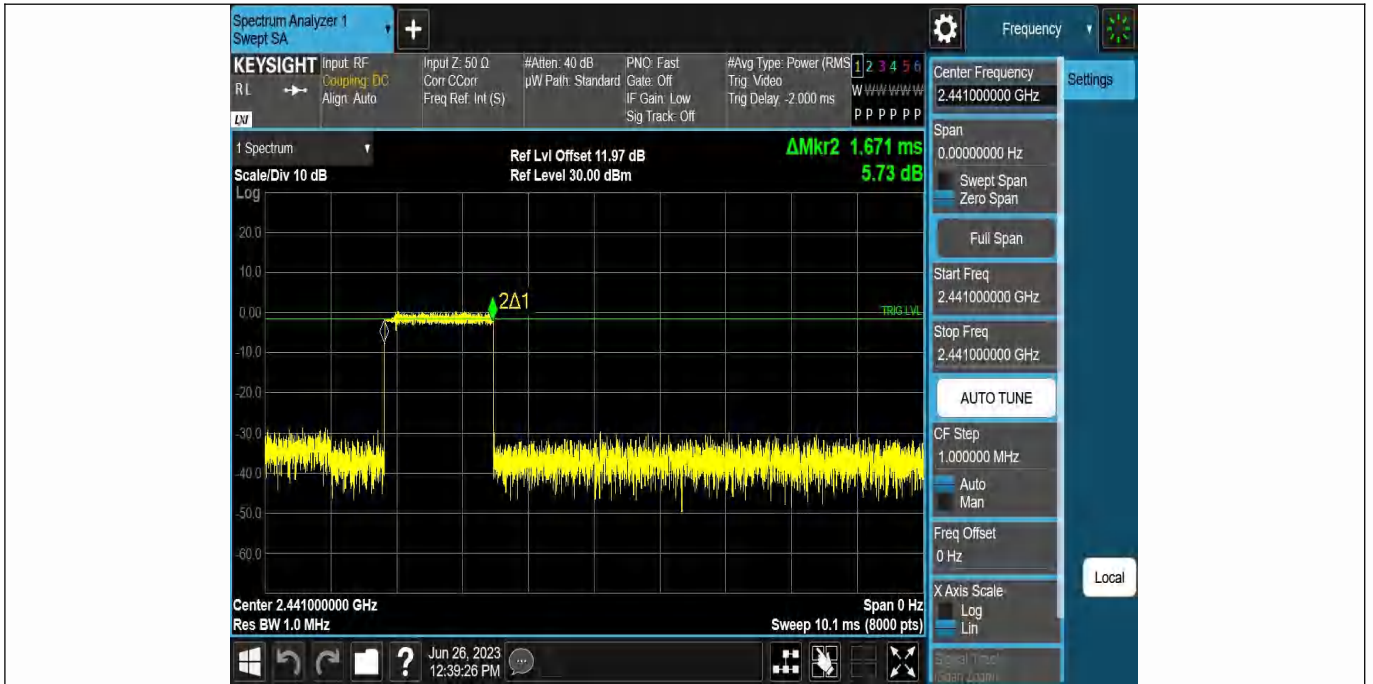 Spectrum Analyzer 1
Swept SA
+
Frequency
KEYSIGHT
RL
LXI
Input: RF
Coupling: DC
Align: Auto
Input Z: 50 Ω
Corr CCorr
Freq Ref: Int (S)
#Atten: 40 dB
µW Path: Standard
PNO: Fast
Gate: Off
IF Gain: Low
Sig Track: Off
#Avg Type: Power (RMS
Trig: Video
Trig Delay: -2.000 ms
1 2 3 4 5 6
W W W W W W
P P P P P P
Center Frequency
2.441000000 GHz
Settings
Span
0.00000000 Hz
Swept Span
Zero Span
Full Span
Start Freq
2.441000000 GHz
Stop Freq
2.441000000 GHz
AUTO TUNE
CF Step
1.000000 MHz
Auto
Man
Freq Offset
0 Hz
X Axis Scale
Log
Lin
Signal Track
(Span Zoom)
Local
1 Spectrum
Scale/Div 10 dB
Log
Ref Lvl Offset 11.97 dB
Ref Level 30.00 dBm
ΔMkr2 1.671 ms
5.73 dB
20.0
10.0
0.00
-10.0
-20.0
-30.0
-40.0
-50.0
-60.0
2Δ1
TRIG LVL
Center 2.441000000 GHz
Res BW 1.0 MHz
Span 0 Hz
Sweep 10.1 ms (8000 pts)
?
Jun 26, 2023
12:39:26 PM